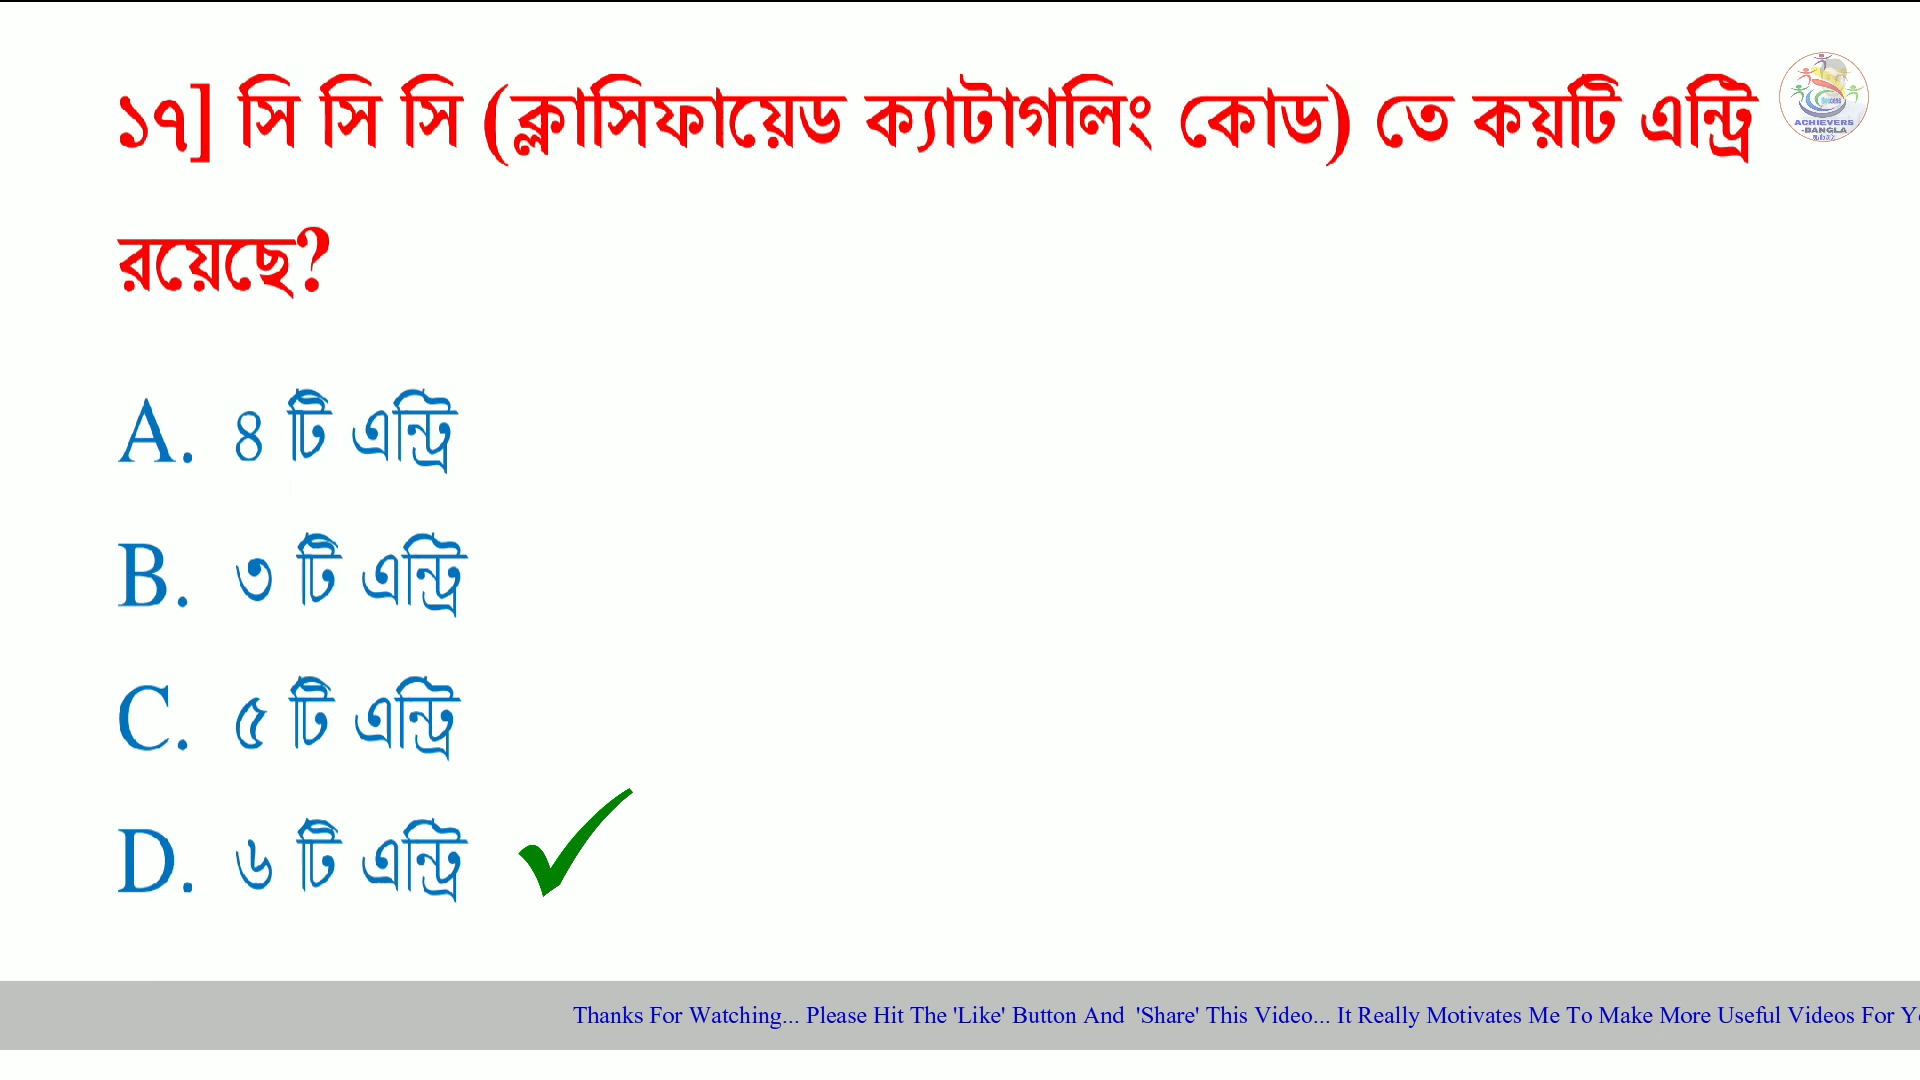 ১৭] সি সি সি (ক্লাসিফায়েড ক্যাটাগলিং কোড) তে কয়টি এন্ট্রি
রয়েছে?
A. ৪ টি এন্ট্রি
B. ৩ টি এন্ট্রি
C. ৫ টি এন্ট্রি
D. ৬ টি এন্ট্রি
ACHIEVERS
-BANGLA
Thanks For Watching... Please Hit The 'Like' Button And 'Share' This Video... It Really Motivates Me To Make More Useful Videos For